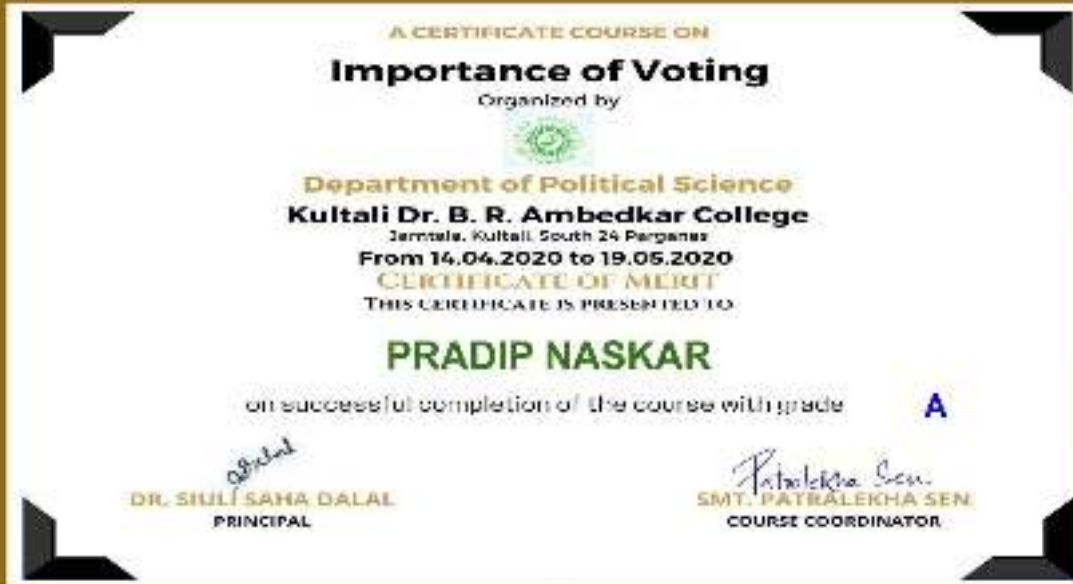 A CERTIFICATE COURSE ON
Importance of Voting
Organized by
Department of Political Science
Kultali Dr. B. R. Ambedkar College
Jamtala, Kultali, South 24 Parganas
From 14.04.2020 to 19.05.2020
CERTIFICATE OF MERIT
THIS CERTIFICATE IS PRESENTED TO
PRADIP NASKAR
on successful completion of the course with grade A
Patralekha Sen.
DR. SIULI SAHA DALAL
SMT. PATRALEKHA SEN
PRINCIPAL
COURSE COORDINATOR